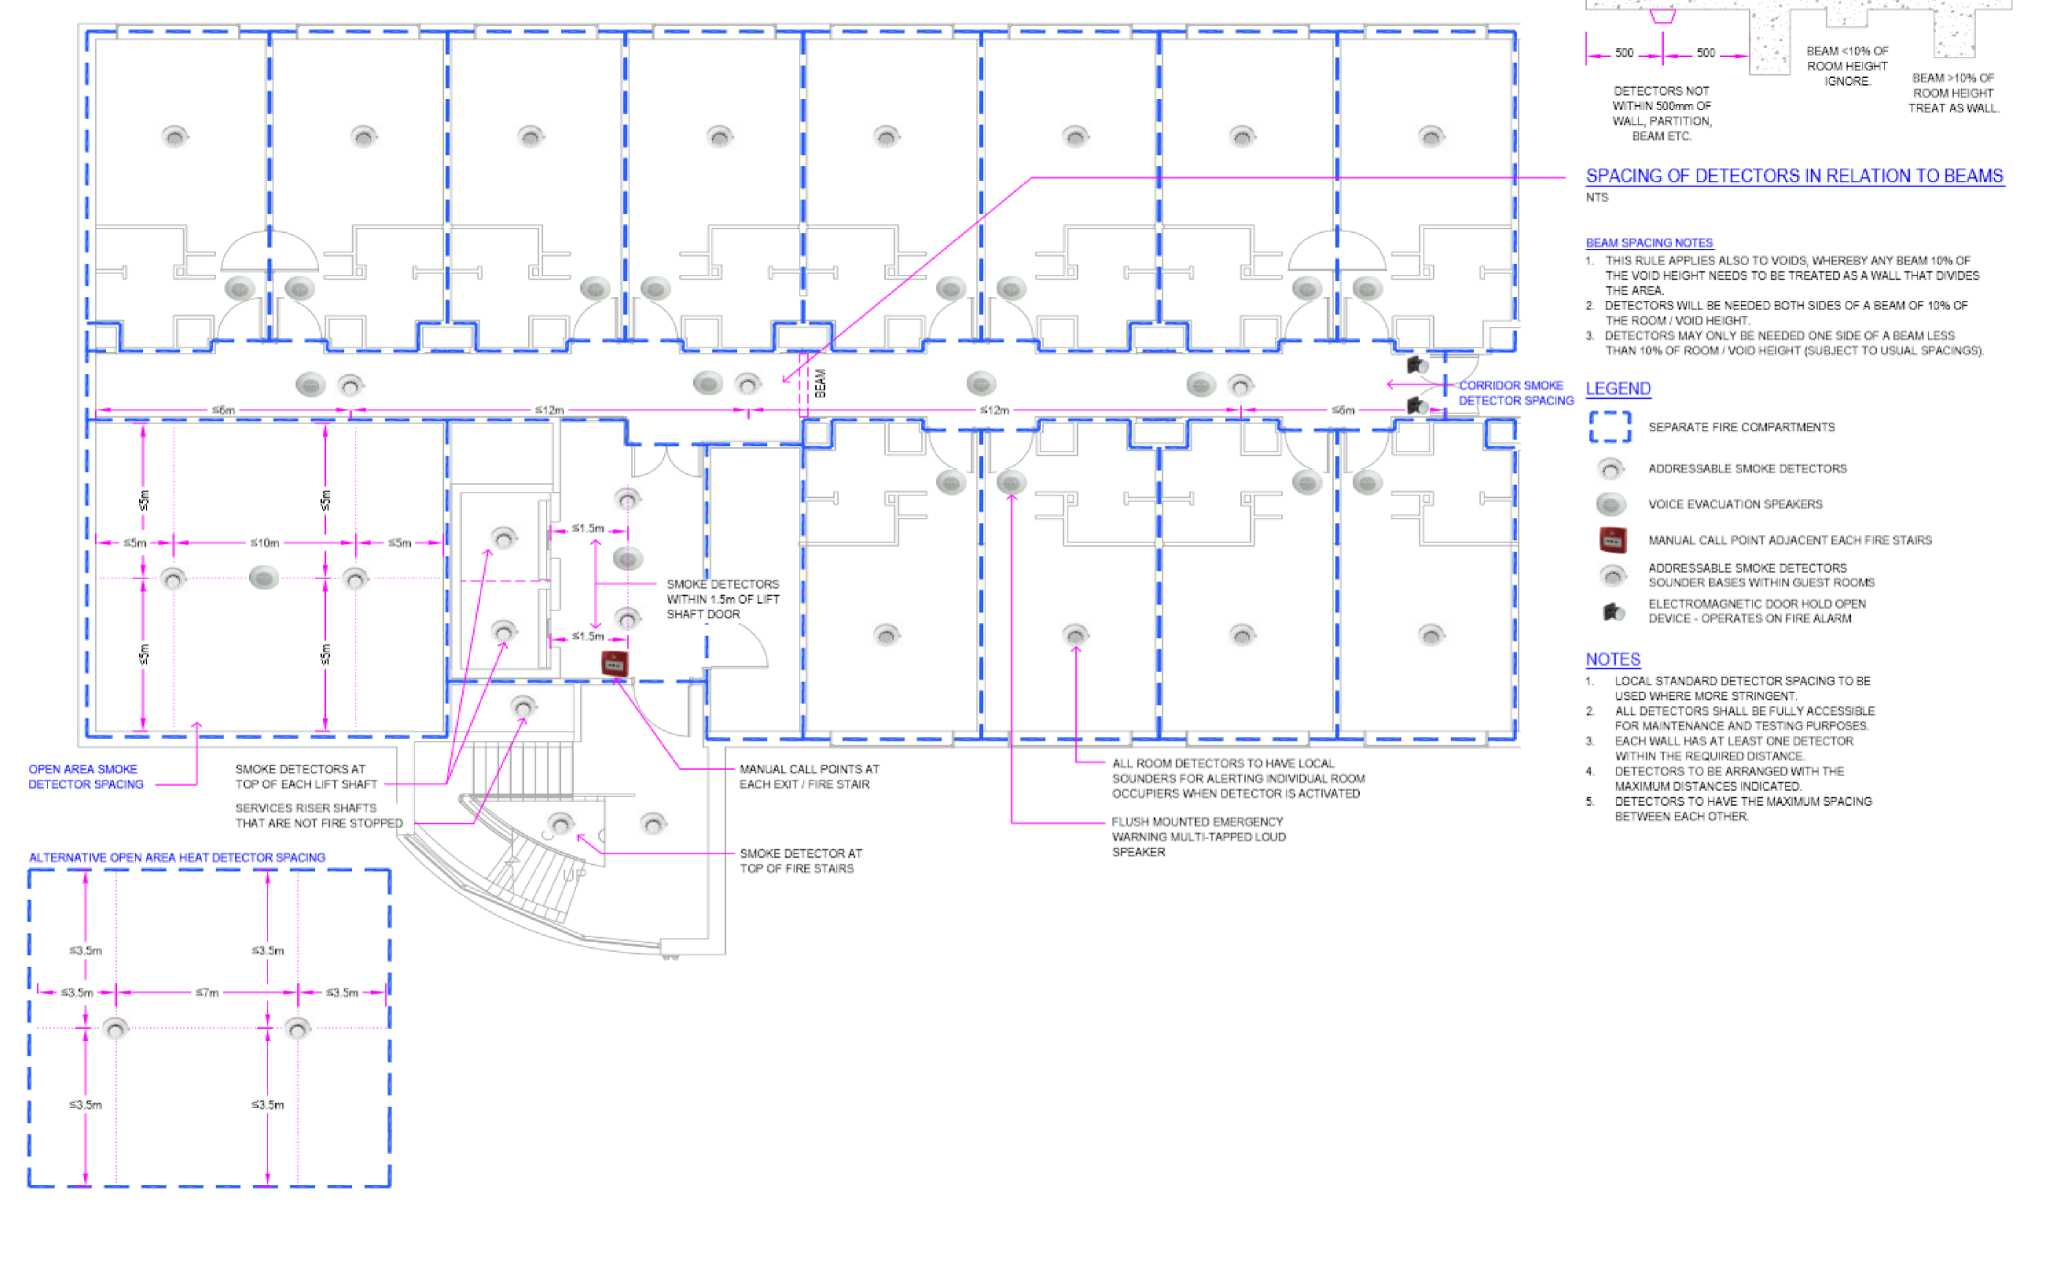 500
500
BEAM <10% OF
ROOM HEIGHT
IGNORE.
BEAM >10% OF
ROOM HEIGHT
TREAT AS WALL.
DETECTORS NOT
WITHIN 500mm OF
WALL, PARTITION,
BEAM ETC.
SPACING OF DETECTORS IN RELATION TO BEAMS
NTS
BEAM SPACING NOTES
1. THIS RULE APPLIES ALSO TO VOIDS, WHEREBY ANY BEAM 10% OF
THE VOID HEIGHT NEEDS TO BE TREATED AS A WALL THAT DIVIDES
THE AREA.
2. DETECTORS WILL BE NEEDED BOTH SIDES OF A BEAM OF 10% OF
THE ROOM / VOID HEIGHT.
3. DETECTORS MAY ONLY BE NEEDED ONE SIDE OF A BEAM LESS
THAN 10% OF ROOM / VOID HEIGHT (SUBJECT TO USUAL SPACINGS).
BEAM
≤6m
≤12m
≤12m
≤6m
CORRIDOR SMOKE
DETECTOR SPACING
LEGEND
SEPARATE FIRE COMPARTMENTS
ADDRESSABLE SMOKE DETECTORS
VOICE EVACUATION SPEAKERS
MANUAL CALL POINT ADJACENT EACH FIRE STAIRS
ADDRESSABLE SMOKE DETECTORS
SOUNDER BASES WITHIN GUEST ROOMS
ELECTROMAGNETIC DOOR HOLD OPEN
DEVICE - OPERATES ON FIRE ALARM
NOTES
1. LOCAL STANDARD DETECTOR SPACING TO BE
USED WHERE MORE STRINGENT.
2. ALL DETECTORS SHALL BE FULLY ACCESSIBLE
FOR MAINTENANCE AND TESTING PURPOSES.
3. EACH WALL HAS AT LEAST ONE DETECTOR
WITHIN THE REQUIRED DISTANCE.
4. DETECTORS TO BE ARRANGED WITH THE
MAXIMUM DISTANCES INDICATED.
5. DETECTORS TO HAVE THE MAXIMUM SPACING
BETWEEN EACH OTHER.
≤5m
≤5m
≤5m
≤10m
≤5m
≤5m
≤5m
≤1.5m
SMOKE DETECTORS
WITHIN 1.5m OF LIFT
SHAFT DOOR
≤1.5m
OPEN AREA SMOKE
DETECTOR SPACING
SMOKE DETECTORS AT
TOP OF EACH LIFT SHAFT
SERVICES RISER SHAFTS
THAT ARE NOT FIRE STOPPED
MANUAL CALL POINTS AT
EACH EXIT / FIRE STAIR
ALL ROOM DETECTORS TO HAVE LOCAL
SOUNDERS FOR ALERTING INDIVIDUAL ROOM
OCCUPIERS WHEN DETECTOR IS ACTIVATED
FLUSH MOUNTED EMERGENCY
WARNING MULTI-TAPPED LOUD
SPEAKER
SMOKE DETECTOR AT
TOP OF FIRE STAIRS
UP
ALTERNATIVE OPEN AREA HEAT DETECTOR SPACING
≤3.5m
≤3.5m
≤3.5m
≤7m
≤3.5m
≤3.5m
≤3.5m